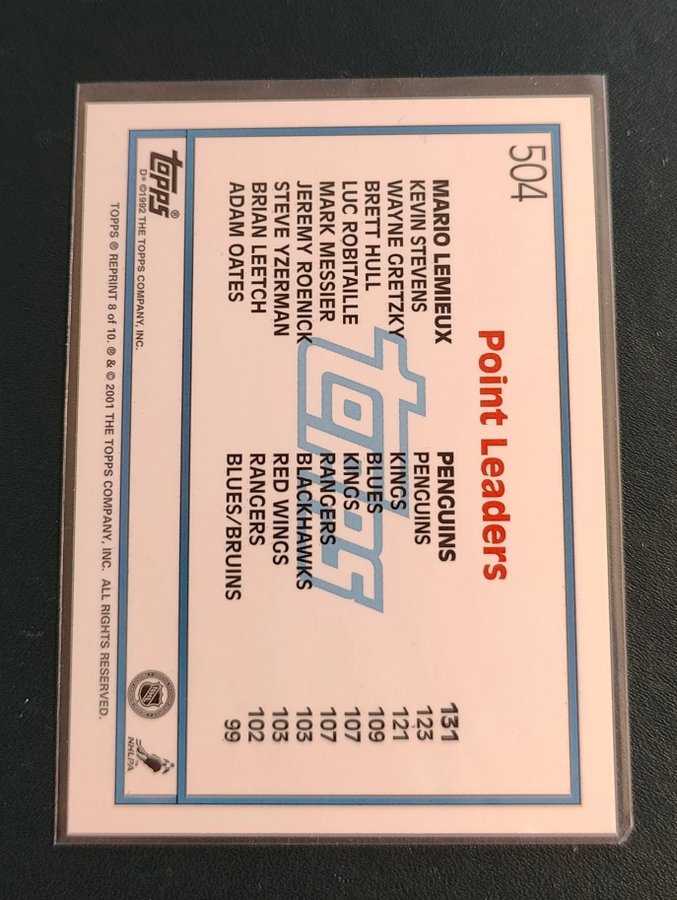 504
Point Leaders
MARIO LEMIEUX PENGUINS 131
KEVIN STEVENS PENGUINS 123
WAYNE GRETZKY KINGS 121
BRETT HULL BLUES 109
LUC ROBITAILLE KINGS 107
MARK MESSIER RANGERS 107
JEREMY ROENICK BLACKHAWKS 103
STEVE YZERMAN RED WINGS 103
BRIAN LEETCH RANGERS 102
ADAM OATES BLUES/BRUINS 99
topps
topps®
D* ©1992 THE TOPPS COMPANY, INC.
NHL
NHLPA™
TOPPS ® REPRINT 8 of 10. ® & © 2001 THE TOPPS COMPANY, INC. ALL RIGHTS RESERVED.